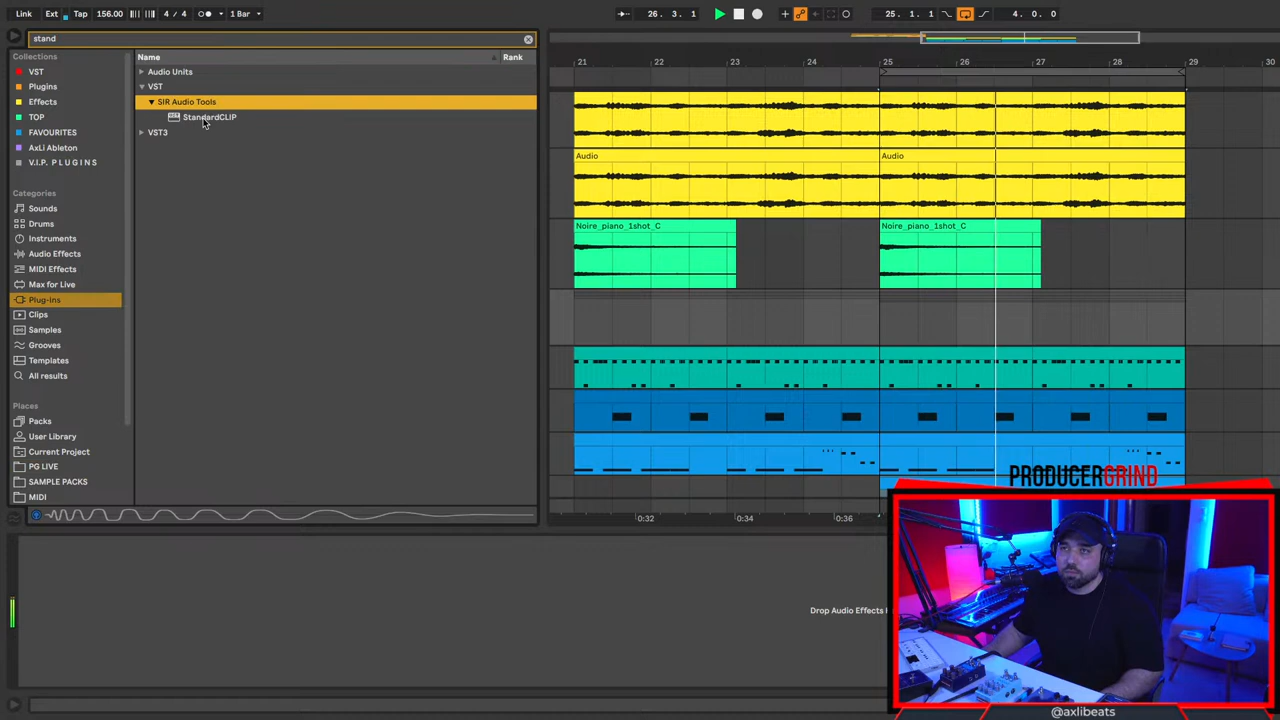 Link Ext Tap 156.00 4 / 4 1 Bar 26. 3. 1 25. 1. 1 4. 0. 0
stand
Collections
VST
Plugins
Effects
TOP
FAVOURITES
AxLi Ableton
V.I.P. P L U G I N S
Categories
Sounds
Drums
Instruments
Audio Effects
MIDI Effects
Max for Live
Plug-Ins
Clips
Samples
Grooves
Templates
All results
Places
Packs
User Library
Current Project
PG LIVE
SAMPLE PACKS
MIDI
Name Rank
Audio Units
VST
SIR Audio Tools
StandardCLIP
VST3
21 22 23 24 25 26 27 28 29 30
Audio Audio
Noire_piano_1shot_C Noire_piano_1shot_C
0:32 0:34 0:36
Drop Audio Effects
PRODUCERGRIND
@axlibeats